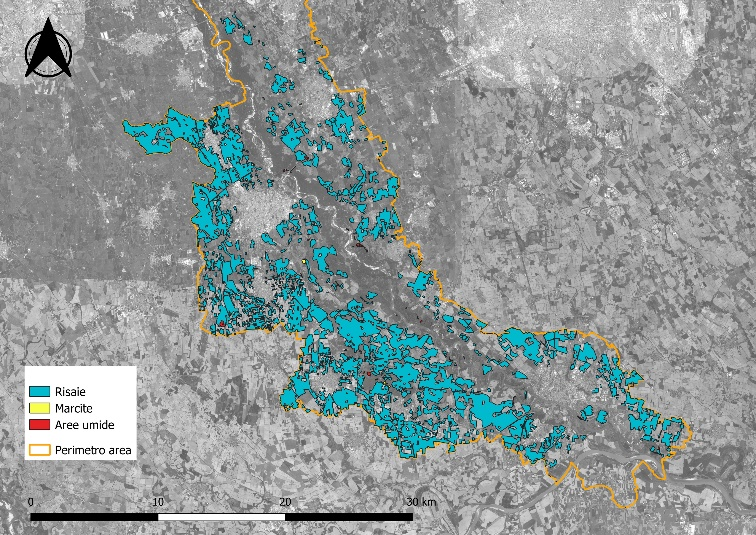 Risaie
Marcite
Aree umide
Perimetro area
0 10 20 30 km